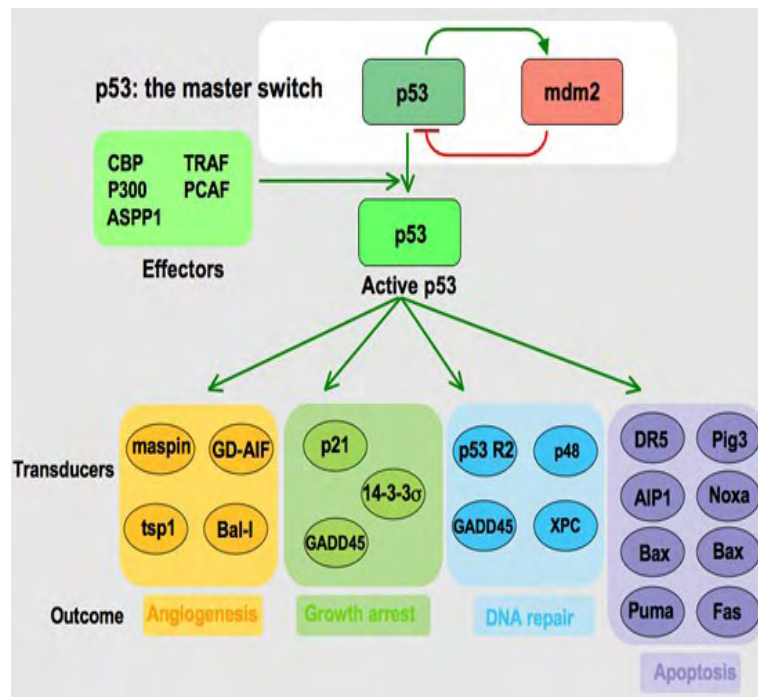 p53: the master switch
p53
mdm2
CBP TRAF
P300 PCAF
ASPP1
Effectors
p53
Active p53
Transducers
maspin GD-AIF
tsp1 Bal-I
p21
14-3-3σ
GADD45
p53 R2 p48
GADD45 XPC
DR5 Pig3
AIP1 Noxa
Bax Bax
Puma Fas
Outcome
Angiogenesis
Growth arrest
DNA repair
Apoptosis